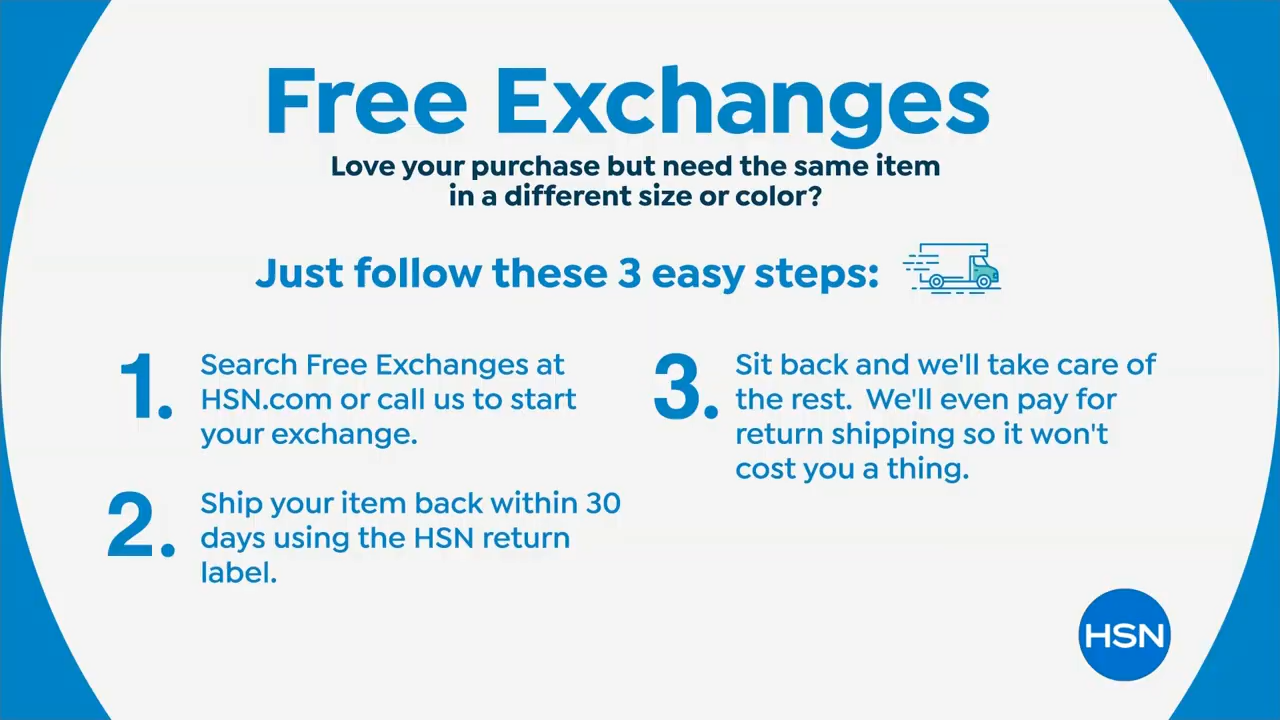 Free Exchanges
Love your purchase but need the same item
in a different size or color?
Just follow these 3 easy steps:
1. Search Free Exchanges at
HSN.com or call us to start
your exchange.
2. Ship your item back within 30
days using the HSN return
label.
3. Sit back and we'll take care of
the rest.  We'll even pay for
return shipping so it won't
cost you a thing.
HSN